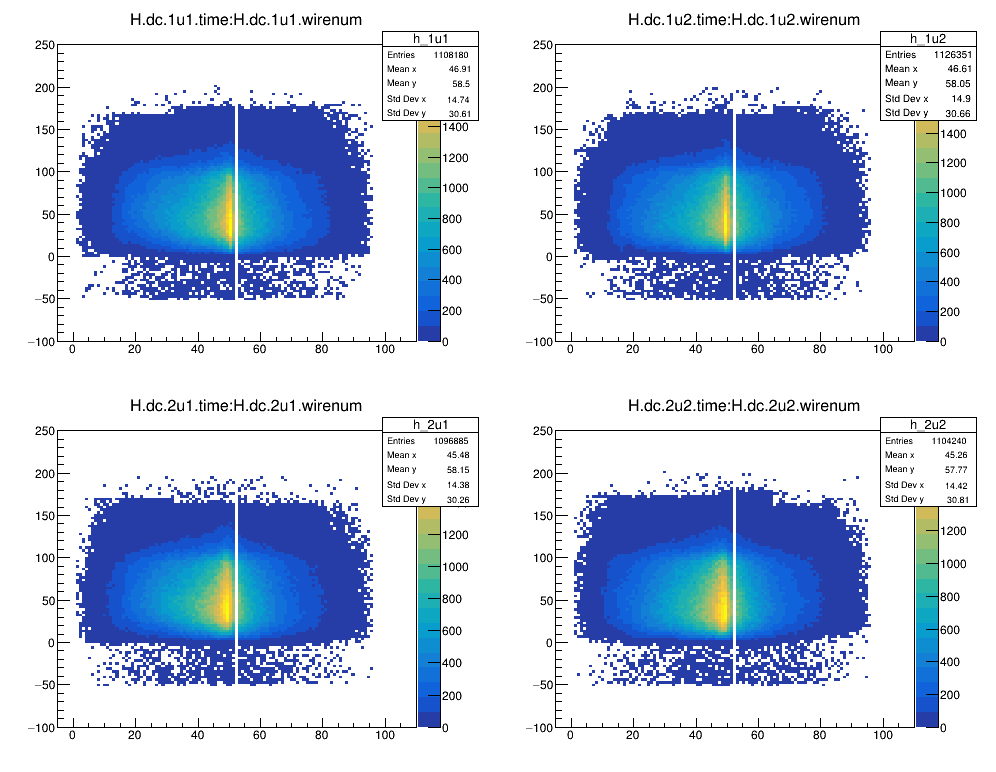 H.dc.1u1.time:H.dc.1u1.wirenum
h_1u1
Entries 1108180
Mean x 46.91
Mean y 58.5
Std Dev x 14.74
Std Dev y 30.61
250
200
150
100
50
0
−50
−100
0 20 40 60 80 100
1400
1200
1000
800
600
400
200
0
H.dc.1u2.time:H.dc.1u2.wirenum
h_1u2
Entries 1126351
Mean x 46.61
Mean y 58.05
Std Dev x 14.9
Std Dev y 30.66
250
200
150
100
50
0
−50
−100
0 20 40 60 80 100
1400
1200
1000
800
600
400
200
0
H.dc.2u1.time:H.dc.2u1.wirenum
h_2u1
Entries 1096885
Mean x 45.48
Mean y 58.15
Std Dev x 14.38
Std Dev y 30.26
250
200
150
100
50
0
−50
−100
0 20 40 60 80 100
1200
1000
800
600
400
200
0
H.dc.2u2.time:H.dc.2u2.wirenum
h_2u2
Entries 1104240
Mean x 45.26
Mean y 57.77
Std Dev x 14.42
Std Dev y 30.81
250
200
150
100
50
0
−50
−100
0 20 40 60 80 100
1200
1000
800
600
400
200
0